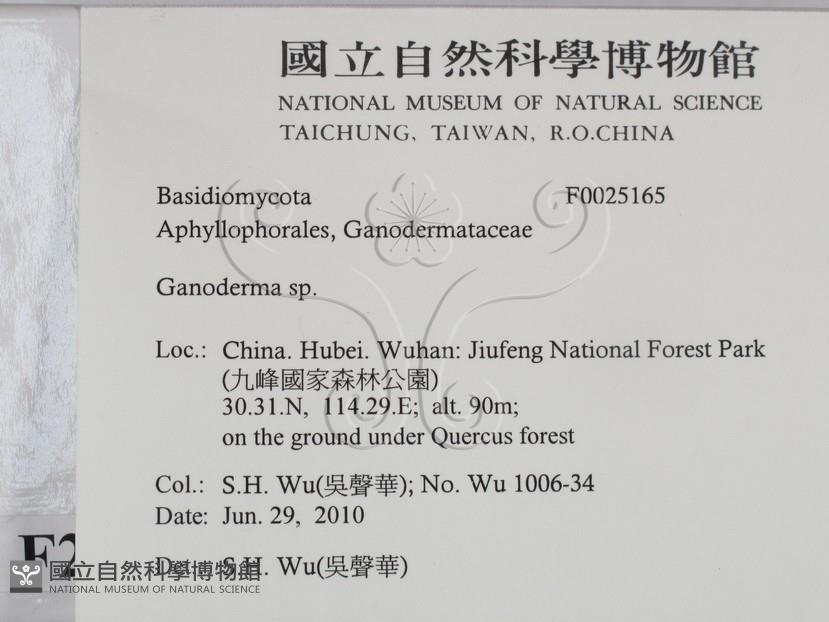 國立自然科學博物館
NATIONAL MUSEUM OF NATURAL SCIENCE
TAICHUNG, TAIWAN, R.O.CHINA
Basidiomycota F0025165
Aphyllophorales, Ganodermataceae
Ganoderma sp.
Loc.: China. Hubei. Wuhan: Jiufeng National Forest Park
(九峰國家森林公園)
30.31.N, 114.29.E; alt. 90m;
on the ground under Quercus forest
Col.: S.H. Wu(吳聲華); No. Wu 1006-34
Date: Jun. 29, 2010
S.H. Wu(吳聲華)
國立自然科學博物館
NATIONAL MUSEUM OF NATURAL SCIENCE